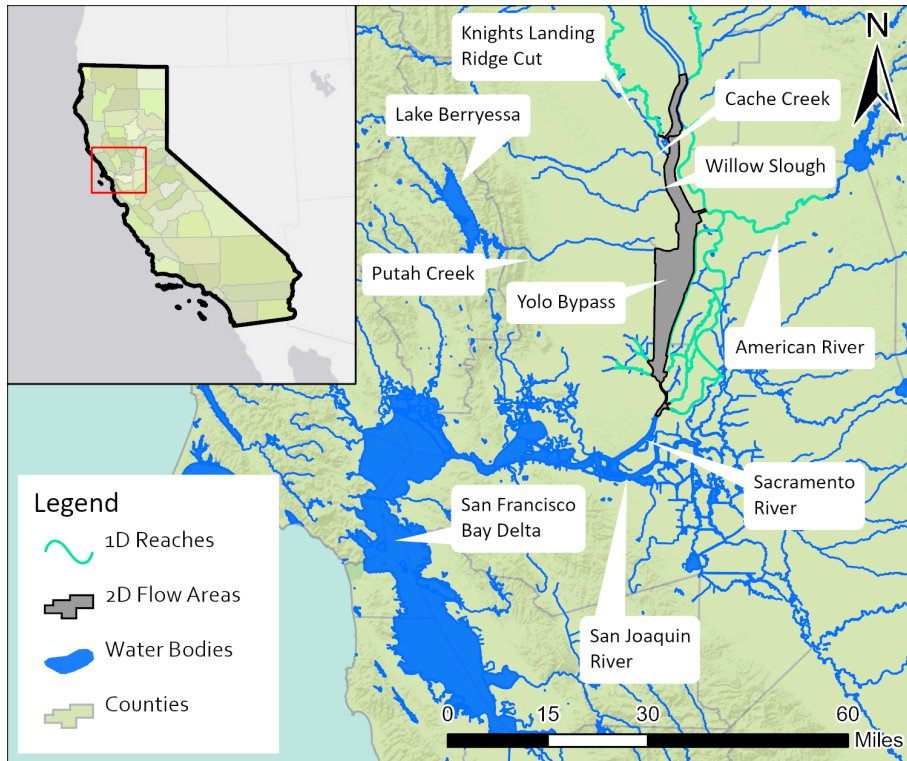 Knights Landing
Ridge Cut
N
Lake Berryessa
Cache Creek
Willow Slough
Putah Creek
Yolo Bypass
American River
Legend
1D Reaches
2D Flow Areas
Water Bodies
Counties
San Francisco
Bay Delta
Sacramento
River
San Joaquin
River
0 15 30 60
Miles